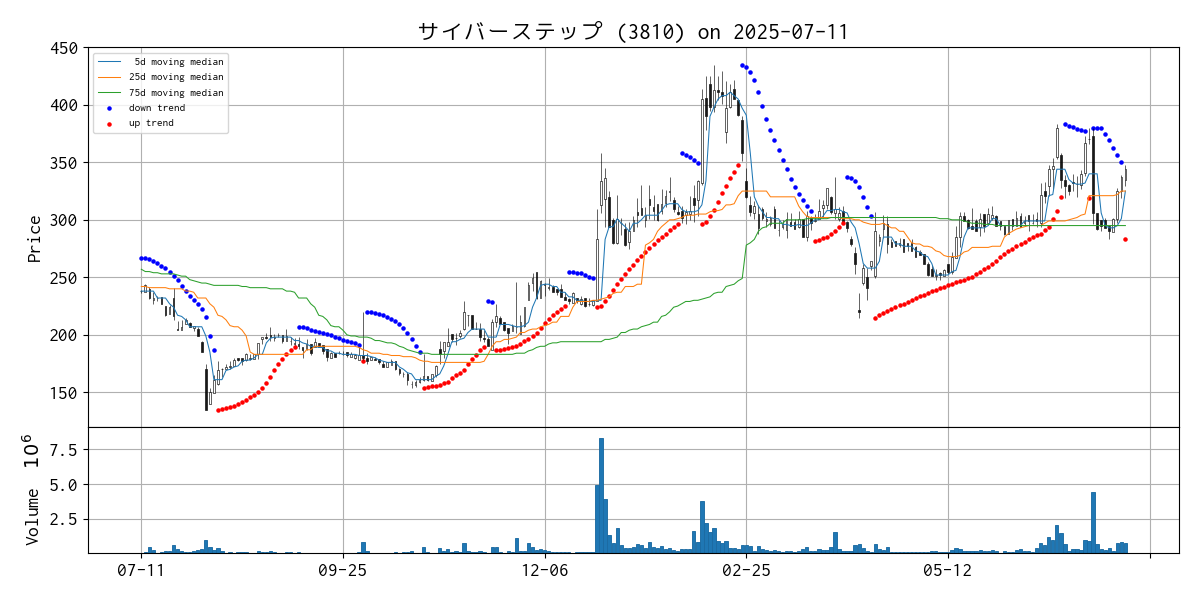 サイバーステップ (3810) on 2025-07-11
450
400
350
300
250
200
150
Price
5d moving median
25d moving median
75d moving median
down trend
up trend
7.5
5.0
2.5
Volume 10^6
07-11
09-25
12-06
02-25
05-12